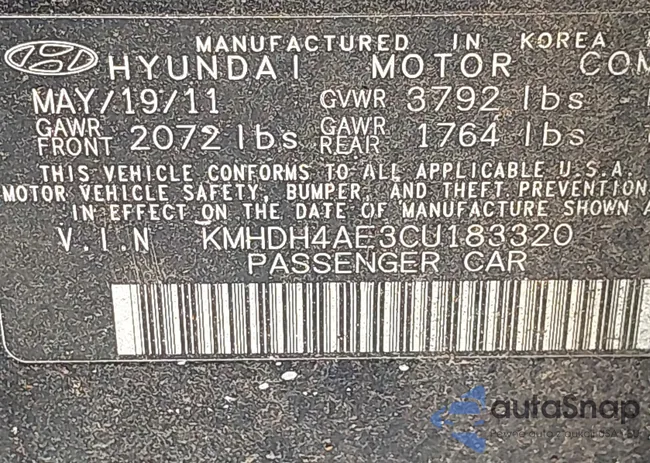 MANUFACTURED IN KOREA
HYUNDAI MOTOR COM
MAY/19/11 GVWR 3792 lbs
GAWR FRONT 2072 lbs GAWR REAR 1764 lbs
THIS VEHICLE CONFORMS TO ALL APPLICABLE U.S.A.
MOTOR VEHICLE SAFETY, BUMPER, AND THEFT PREVENTION
IN EFFECT ON THE DATE OF MANUFACTURE SHOWN A
V.I.N KMHDH4AE3CU183320
PASSENGER CAR
autoSnap